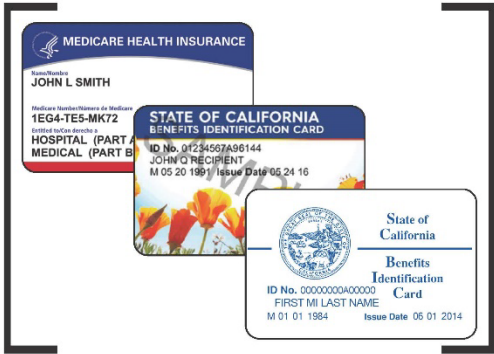 MEDICARE HEALTH INSURANCE
Name/Nombre
JOHN L SMITH
Medicare Number/Número de Medicare
1EG4-TE5-MK72
Entitled to/Con derecho a
HOSPITAL (PART A
MEDICAL (PART B
STATE OF CALIFORNIA
BENEFITS IDENTIFICATION CARD
ID No. 01234567A96144
JOHN Q RECIPIENT
M 05 20 1991 Issue Date 05 24 16
State of
California
Benefits
Identification
Card
ID No. 00000000A00000
FIRST MI LAST NAME
M 01 01 1984 Issue Date 05 01 2014